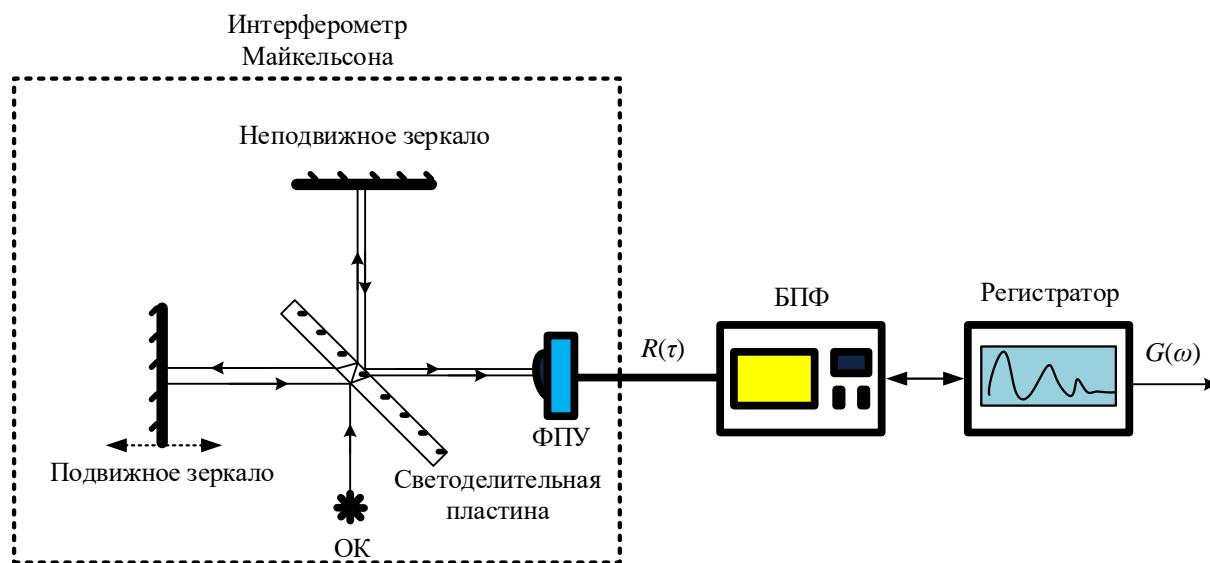 Интерферометр
Майкельсона
Неподвижное зеркало
БПФ
Регистратор
R(τ)
G(ω)
ФПУ
Подвижное зеркало
Светоделительная
пластина
ОК